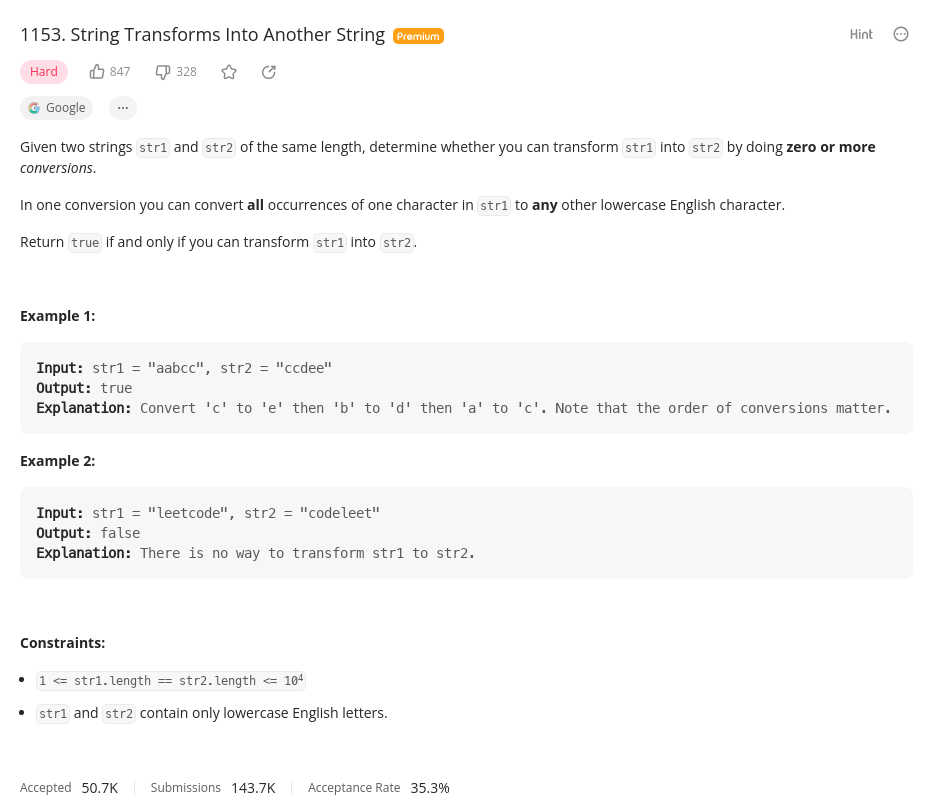 1153. String Transforms Into Another String Premium Hint
Hard 847 328
Google ...
Given two strings str1 and str2 of the same length, determine whether you can transform str1 into str2 by doing zero or more
conversions.
In one conversion you can convert all occurrences of one character in str1 to any other lowercase English character.
Return true if and only if you can transform str1 into str2.
Example 1:
Input: str1 = "aabcc", str2 = "ccdee"
Output: true
Explanation: Convert 'c' to 'e' then 'b' to 'd' then 'a' to 'c'. Note that the order of conversions matter.
Example 2:
Input: str1 = "leetcode", str2 = "codeleet"
Output: false
Explanation: There is no way to transform str1 to str2.
Constraints:
• 1 <= str1.length == str2.length <= 10⁴
• str1 and str2 contain only lowercase English letters.
Accepted 50.7K Submissions 143.7K Acceptance Rate 35.3%